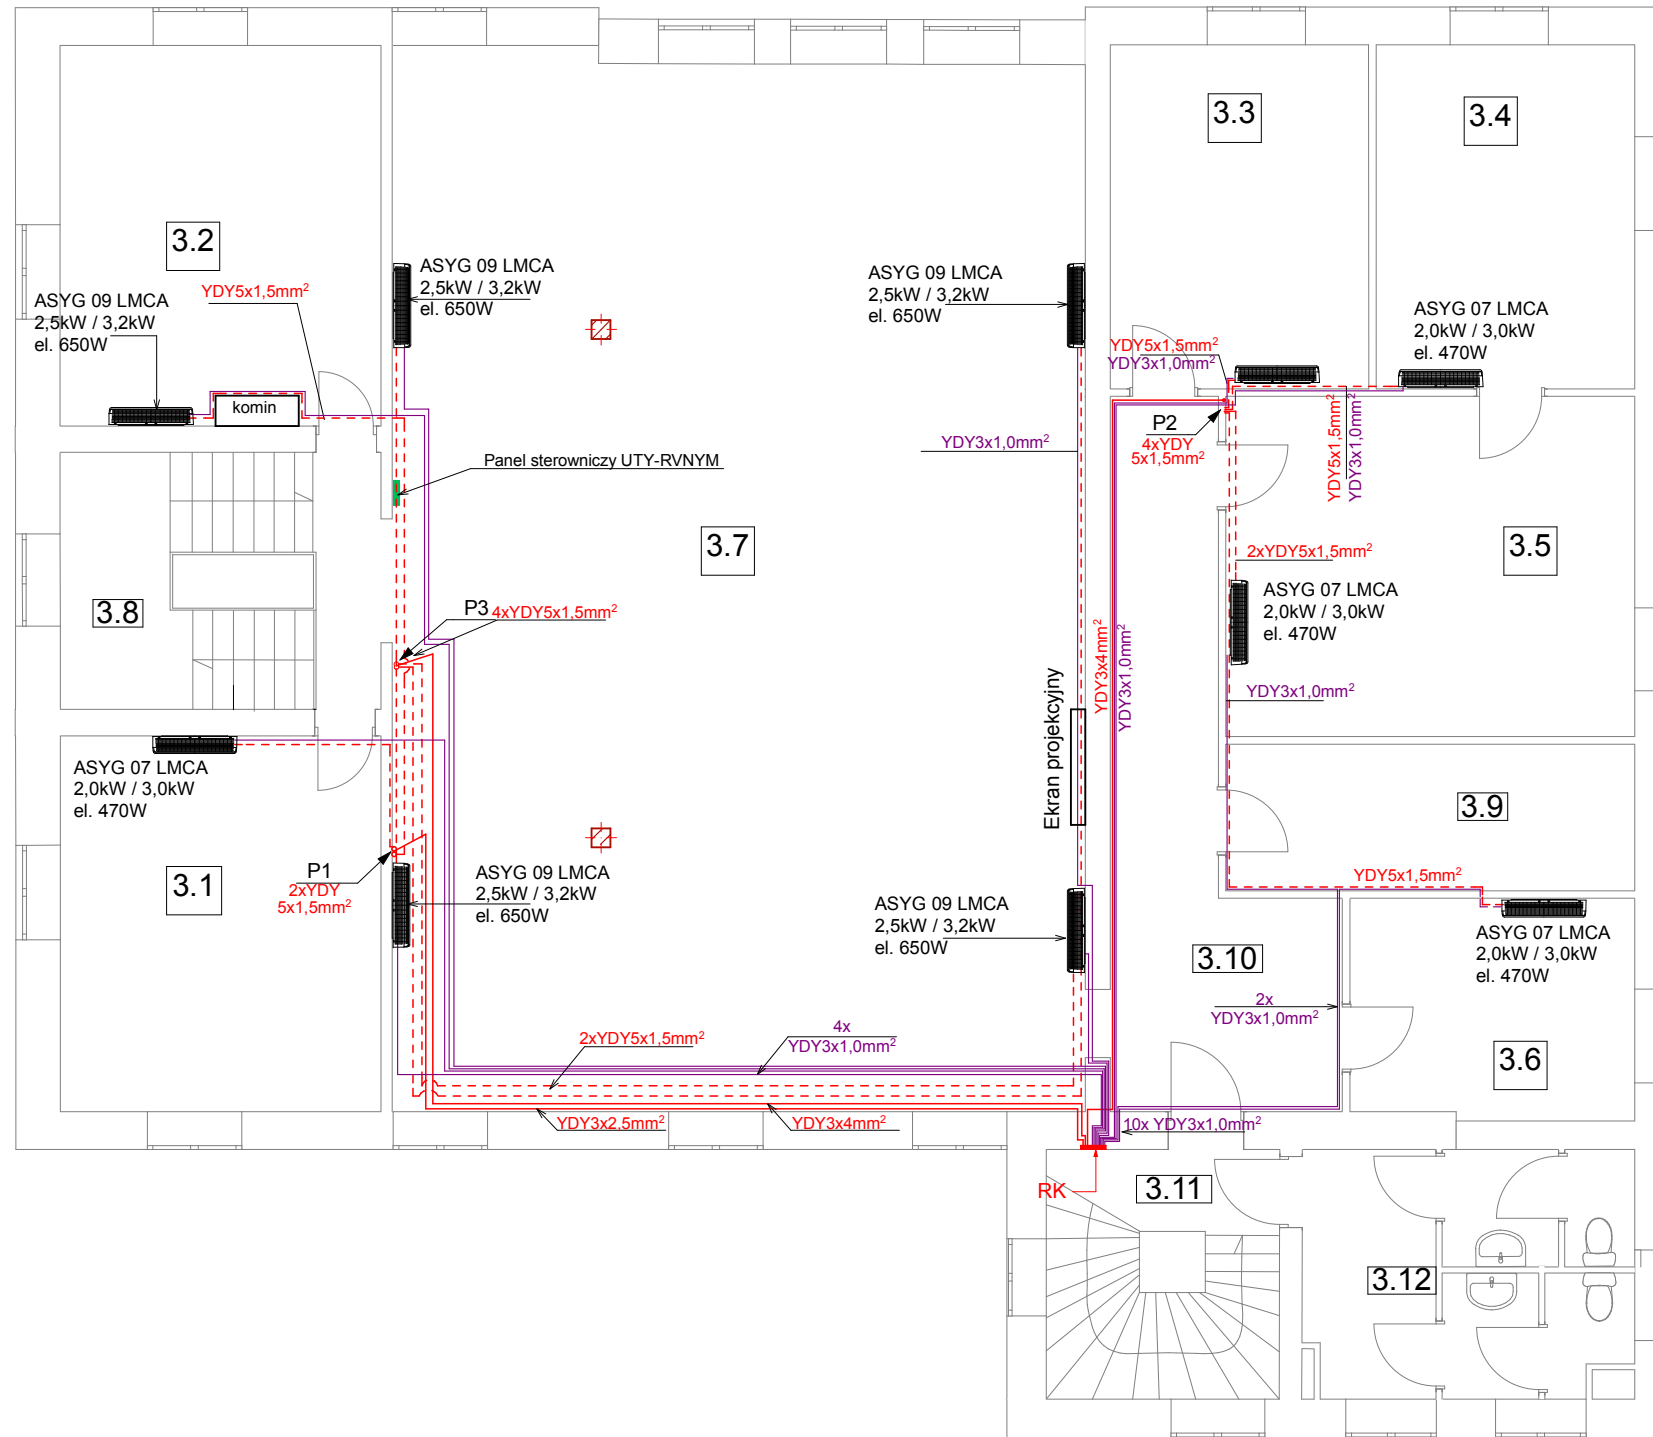 3.3
3.4
3.2
ASYG 09 LMCA
2,5kW / 3,2kW
el. 650W
YDY5x1,5mm²
ASYG 09 LMCA
2,5kW / 3,2kW
el. 650W
ASYG 09 LMCA
2,5kW / 3,2kW
el. 650W
ASYG 07 LMCA
2,0kW / 3,0kW
el. 470W
YDY5x1,5mm²
YDY3x1,0mm²
komin
P2
4xYDY
5x1,5mm²
YDY5x1,5mm²
YDY3x1,0mm²
YDY3x1,0mm²
Panel sterowniczy UTY-RVNYM
3.7
3.5
2xYDY5x1,5mm²
3.8
P3
4xYDY5x1,5mm²
ASYG 07 LMCA
2,0kW / 3,0kW
el. 470W
YDY3x4mm²
YDY3x1,0mm²
YDY3x1,0mm²
Ekran projekcyjny
ASYG 07 LMCA
2,0kW / 3,0kW
el. 470W
3.9
P1
2xYDY
5x1,5mm²
3.1
ASYG 09 LMCA
2,5kW / 3,2kW
el. 650W
ASYG 09 LMCA
2,5kW / 3,2kW
el. 650W
YDY5x1,5mm²
ASYG 07 LMCA
2,0kW / 3,0kW
el. 470W
3.10
2x
YDY3x1,0mm²
2xYDY5x1,5mm²
4x
YDY3x1,0mm²
3.6
YDY3x2,5mm²
YDY3x4mm²
10x YDY3x1,0mm²
RK
3.11
3.12